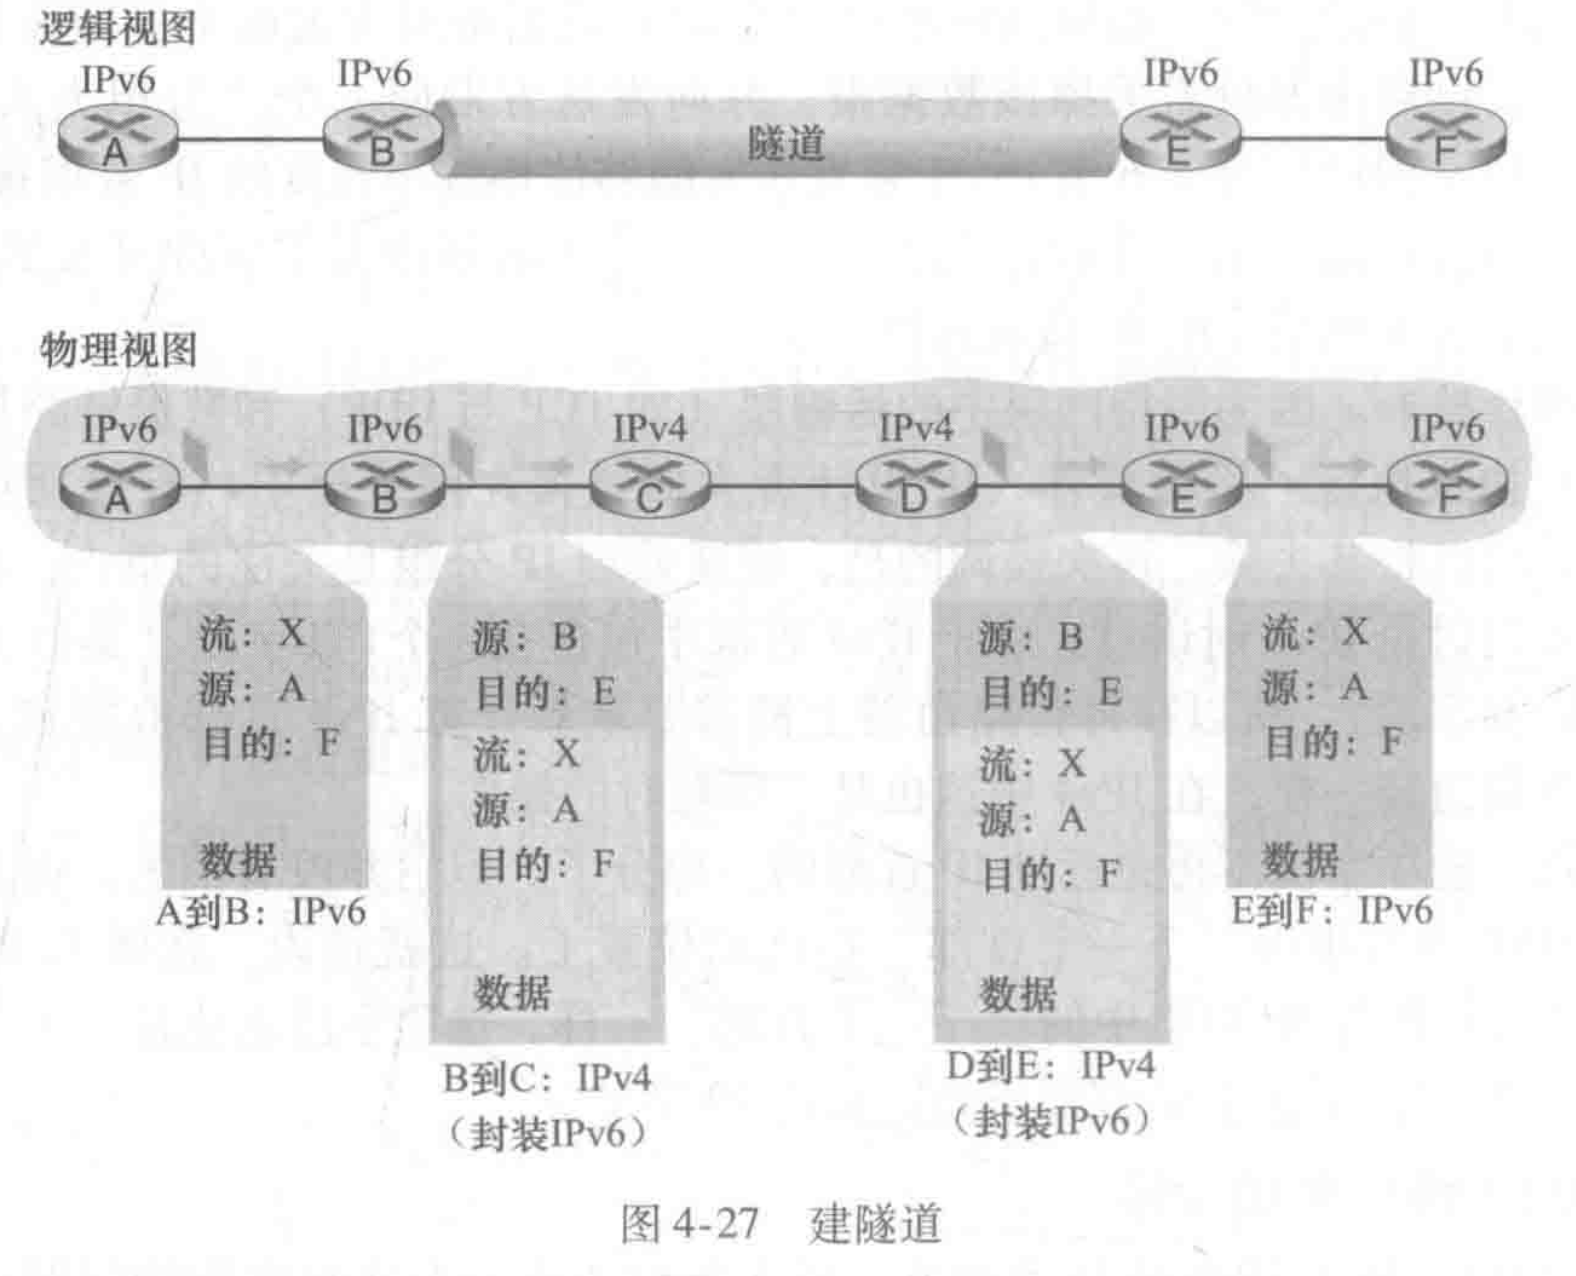 逻辑视图
IPv6 IPv6 IPv6 IPv6
A B 隧道 E F
物理视图
IPv6 IPv6 IPv4 IPv4 IPv6 IPv6
A B C D E F
流：X
源：A
目的：F
数据
A到B：IPv6
源：B
目的：E
流：X
源：A
目的：F
数据
B到C：IPv4
（封装IPv6）
源：B
目的：E
流：X
源：A
目的：F
数据
D到E：IPv4
（封装IPv6）
流：X
源：A
目的：F
数据
E到F：IPv6
图 4-27 建隧道